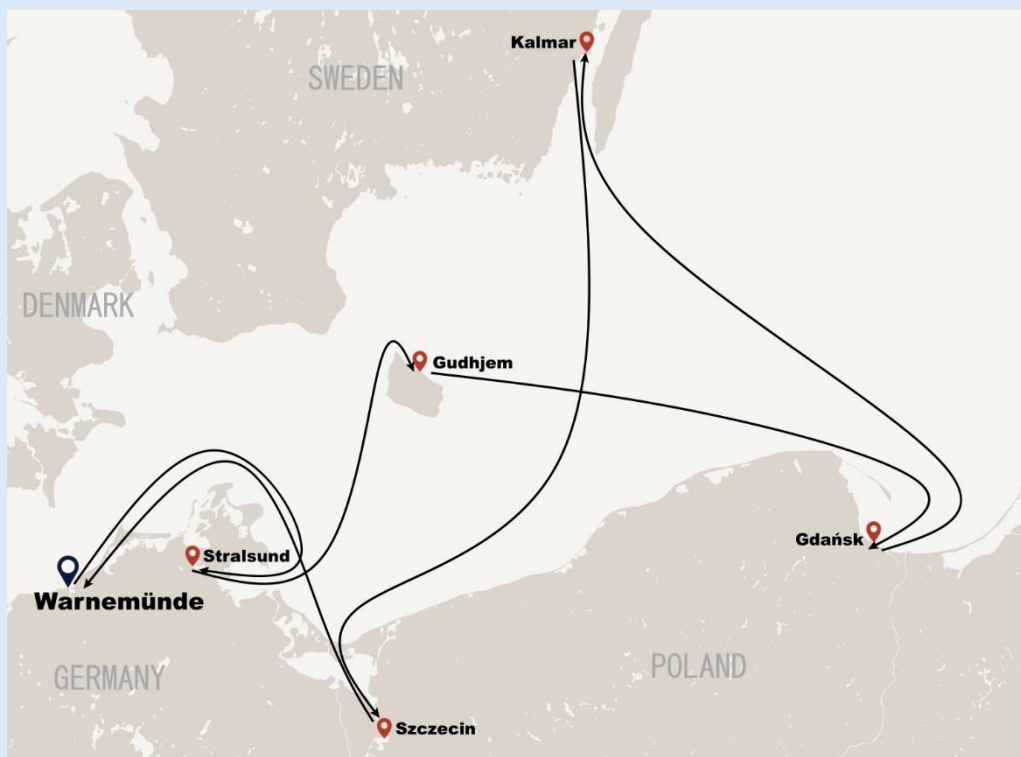 Kalmar
SWEDEN
DENMARK
Gudhjem
Gdańsk
Stralsund
Warnemünde
GERMANY
POLAND
Szczecin